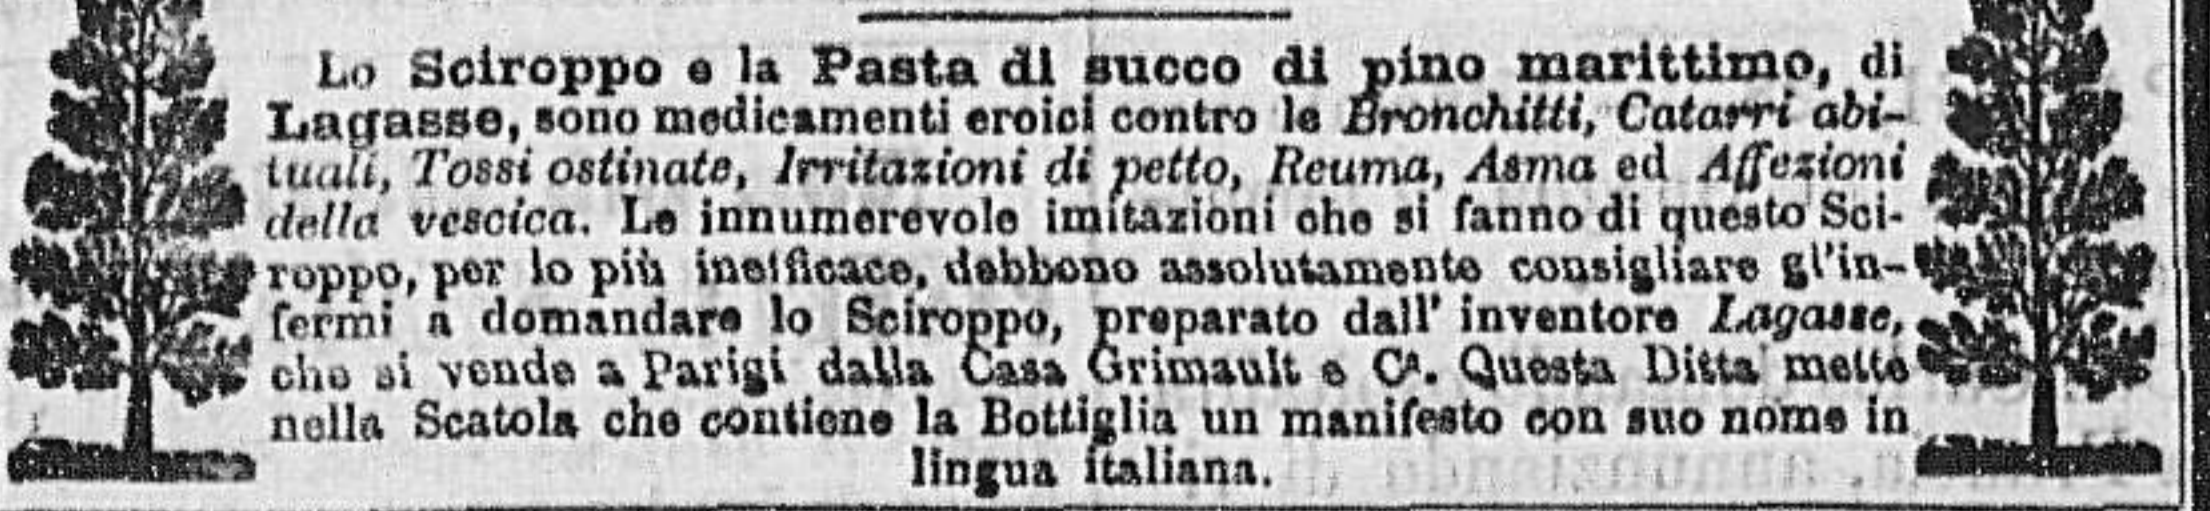 Lo Sciroppo e la Pasta di succo di pino marittimo, di
Lagasse, sono medicamenti eroici contro le Bronchitti, Catarri abi-
tuali, Tossi ostinate, Irritazioni di petto, Reuma, Asma ed Affezioni
della vescica. Le innumerevole imitazioni che si fanno di questo Sci-
roppo, per lo più inefficace, debbono assolutamente consigliare gl'in-
fermi a domandare lo Sciroppo, preparato dall' inventore Lagasse,
che si vende a Parigi dalla Casa Grimault e Cª. Questa Ditta mette
nella Scatola che contiene la Bottiglia un manifesto con suo nome in
lingua italiana.